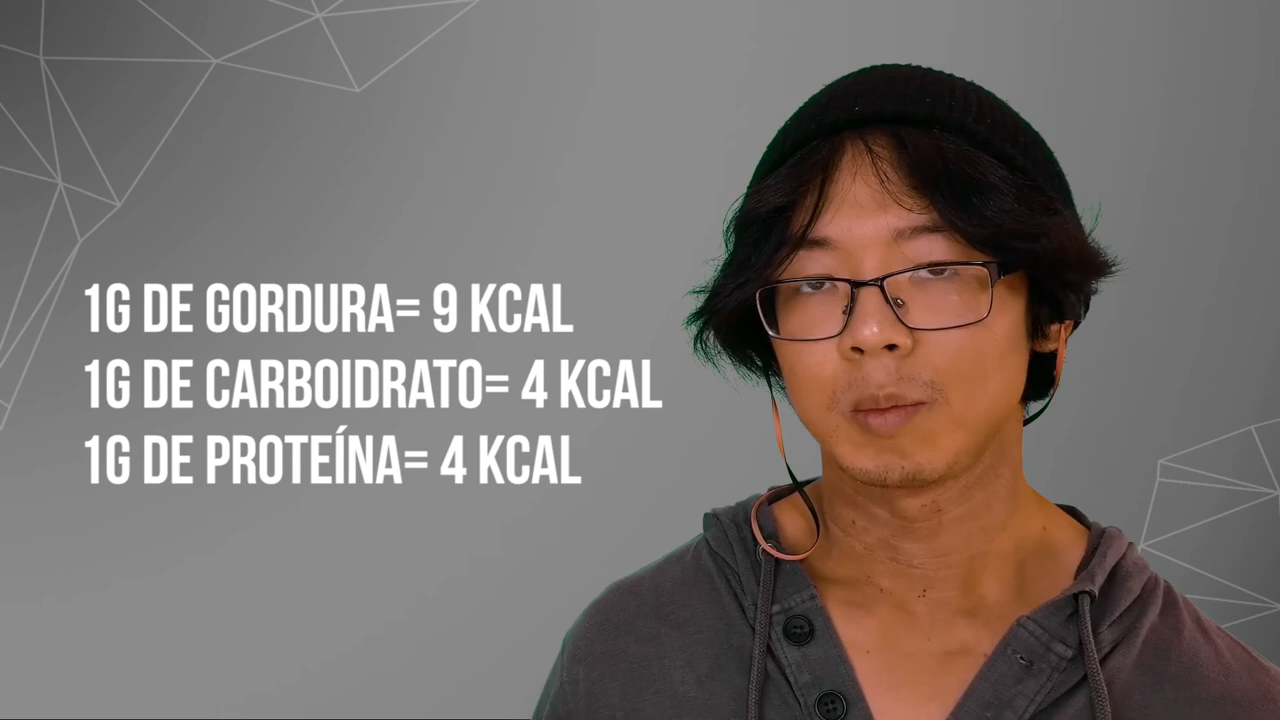 1G DE GORDURA= 9 KCAL
1G DE CARBOIDRATO= 4 KCAL
1G DE PROTEÍNA= 4 KCAL